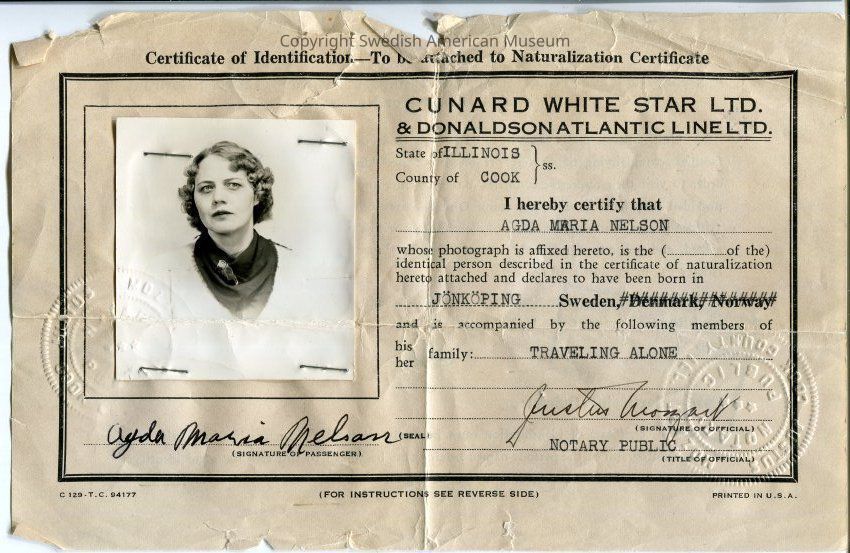 Copyright Swedish American Museum
Certificate of Identification—To be attached to Naturalization Certificate
CUNARD WHITE STAR LTD.
& DONALDSON ATLANTIC LINE LTD.
State of ILLINOIS
County of COOK
} ss.
I hereby certify that
AGDA MARIA NELSON
whose photograph is affixed hereto, is the (..........of the)
identical person described in the certificate of naturalization
hereto attached and declares to have been born in
JÖNKÖPING Sweden, Denmark, Norway
and is accompanied by the following members of
his
her family: TRAVELING ALONE
Agda Maria Nelson (SEAL)
(SIGNATURE OF PASSENGER)
Justus
(SIGNATURE OF OFFICIAL)
NOTARY PUBLIC
(TITLE OF OFFICIAL)
C 129-T.C. 94177
(FOR INSTRUCTIONS SEE REVERSE SIDE)
PRINTED IN U.S.A.